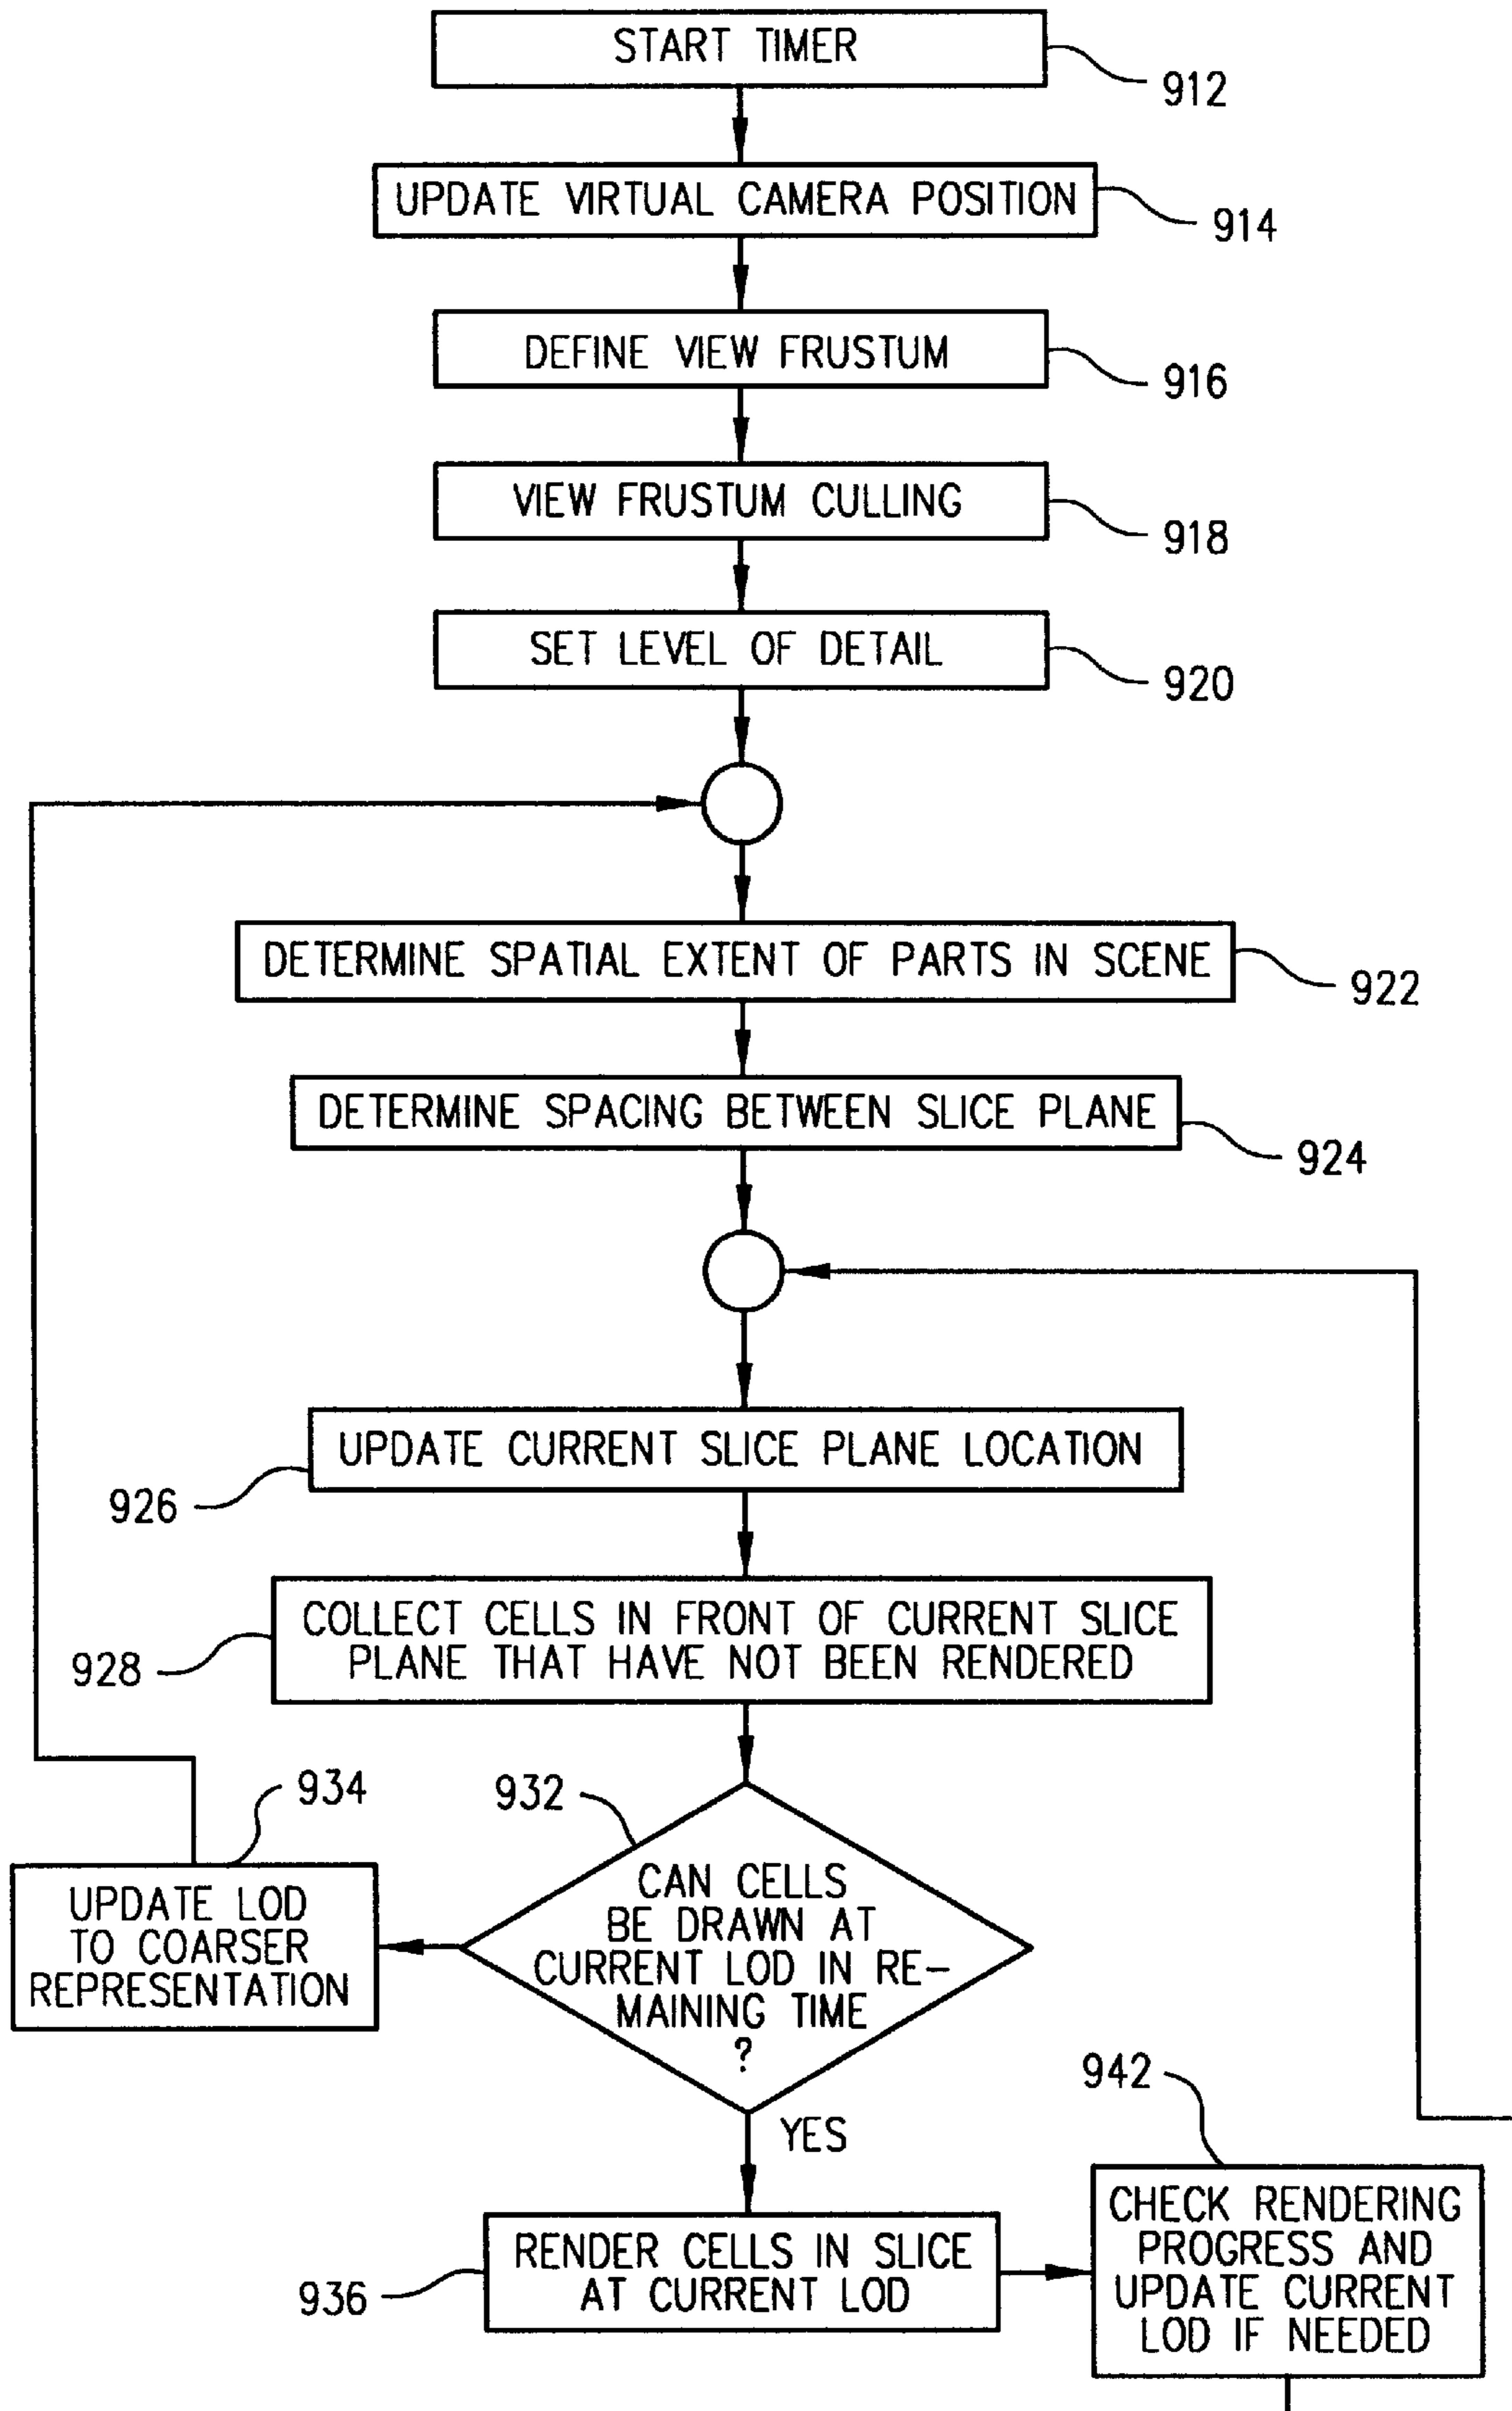 START TIMER
912
UPDATE VIRTUAL CAMERA POSITION
914
DEFINE VIEW FRUSTUM
916
VIEW FRUSTUM CULLING
918
SET LEVEL OF DETAIL
920
DETERMINE SPATIAL EXTENT OF PARTS IN SCENE
922
DETERMINE SPACING BETWEEN SLICE PLANE
924
UPDATE CURRENT SLICE PLANE LOCATION
926
COLLECT CELLS IN FRONT OF CURRENT SLICE
PLANE THAT HAVE NOT BEEN RENDERED
928
934
UPDATE LOD
TO COARSER
REPRESENTATION
932
CAN CELLS
BE DRAWN AT
CURRENT LOD IN RE-
MAINING TIME
?
YES
RENDER CELLS IN SLICE
AT CURRENT LOD
936
942
CHECK RENDERING
PROGRESS AND
UPDATE CURRENT
LOD IF NEEDED